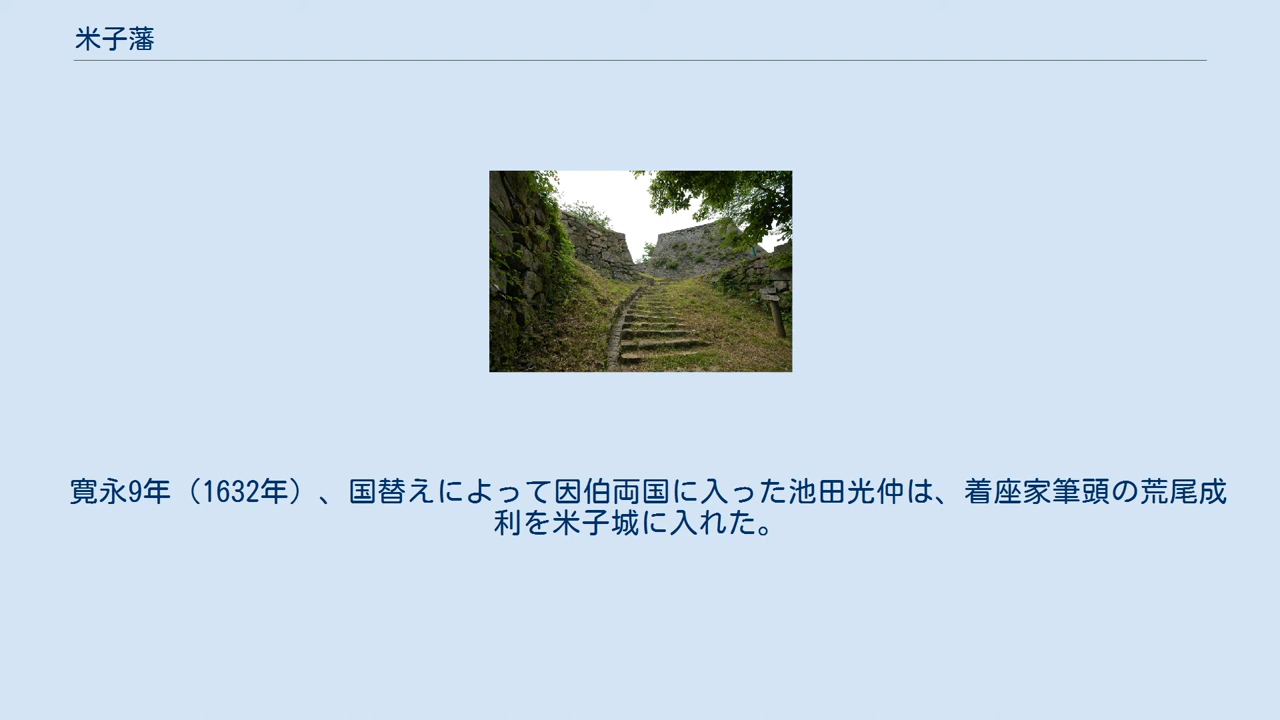 米子藩
寛永9年（1632年）、国替えによって因伯両国に入った池田光仲は、着座家筆頭の荒尾成
利を米子城に入れた。